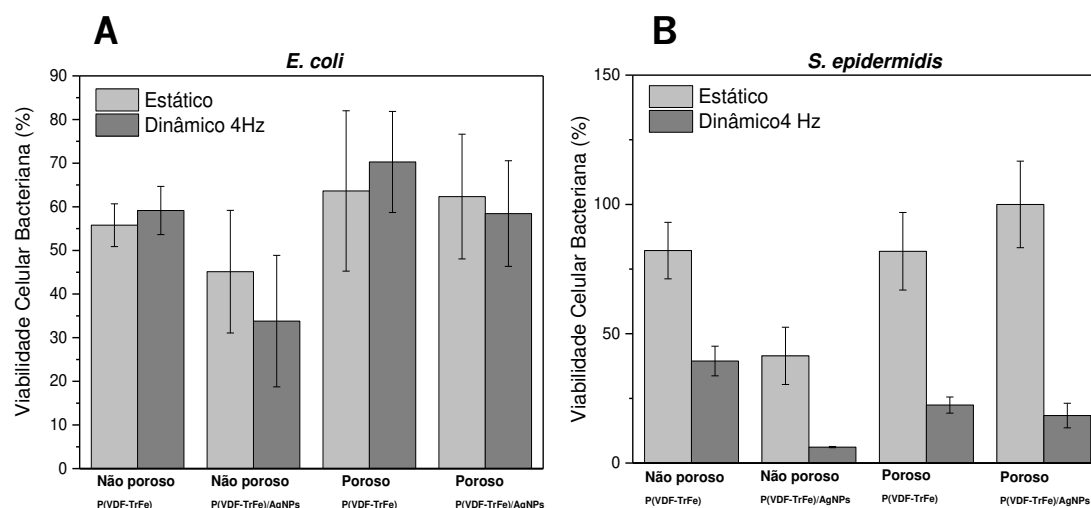 A
E. coli
90
80
70
60
50
40
30
20
10
0
Viabilidade Celular Bacteriana (%)
Estático
Dinâmico 4Hz
Não poroso
P(VDF-TrFe)
Não poroso
P(VDF-TrFe)/AgNPs
Poroso
P(VDF-TrFe)
Poroso
P(VDF-TrFe)/AgNPs
B
S. epidermidis
150
100
50
0
Viabilidade Celular Bacteriana (%)
Estático
Dinâmico4 Hz
Não poroso
P(VDF-TrFe)
Não poroso
P(VDF-TrFe)/AgNPs
Poroso
P(VDF-TrFe)
Poroso
P(VDF-TrFe)/AgNPs